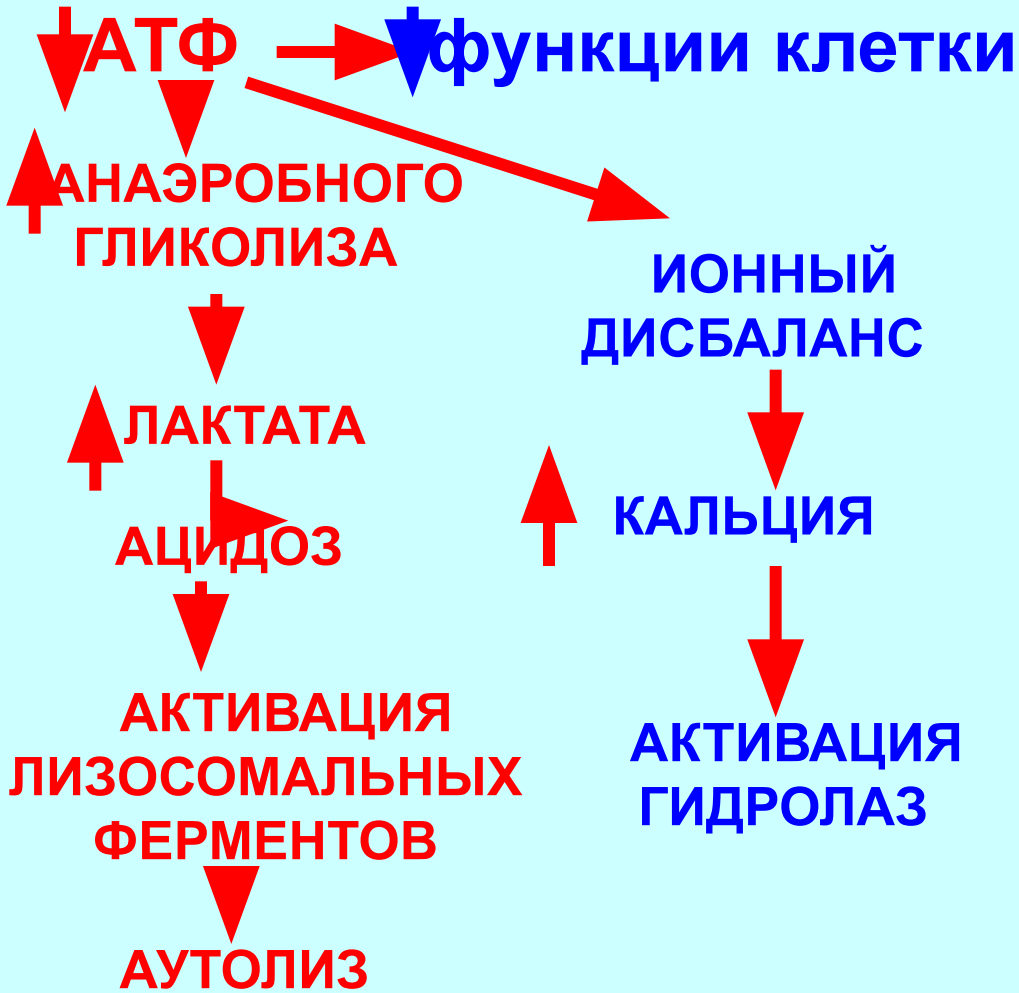 АТФ функции клетки
АНАЭРОБНОГО
ГЛИКОЛИЗА
ИОННЫЙ
ДИСБАЛАНС
ЛАКТАТА
КАЛЬЦИЯ
АЦИДОЗ
АКТИВАЦИЯ
ЛИЗОСОМАЛЬНЫХ
ФЕРМЕНТОВ
АКТИВАЦИЯ
ГИДРОЛАЗ
АУТОЛИЗ